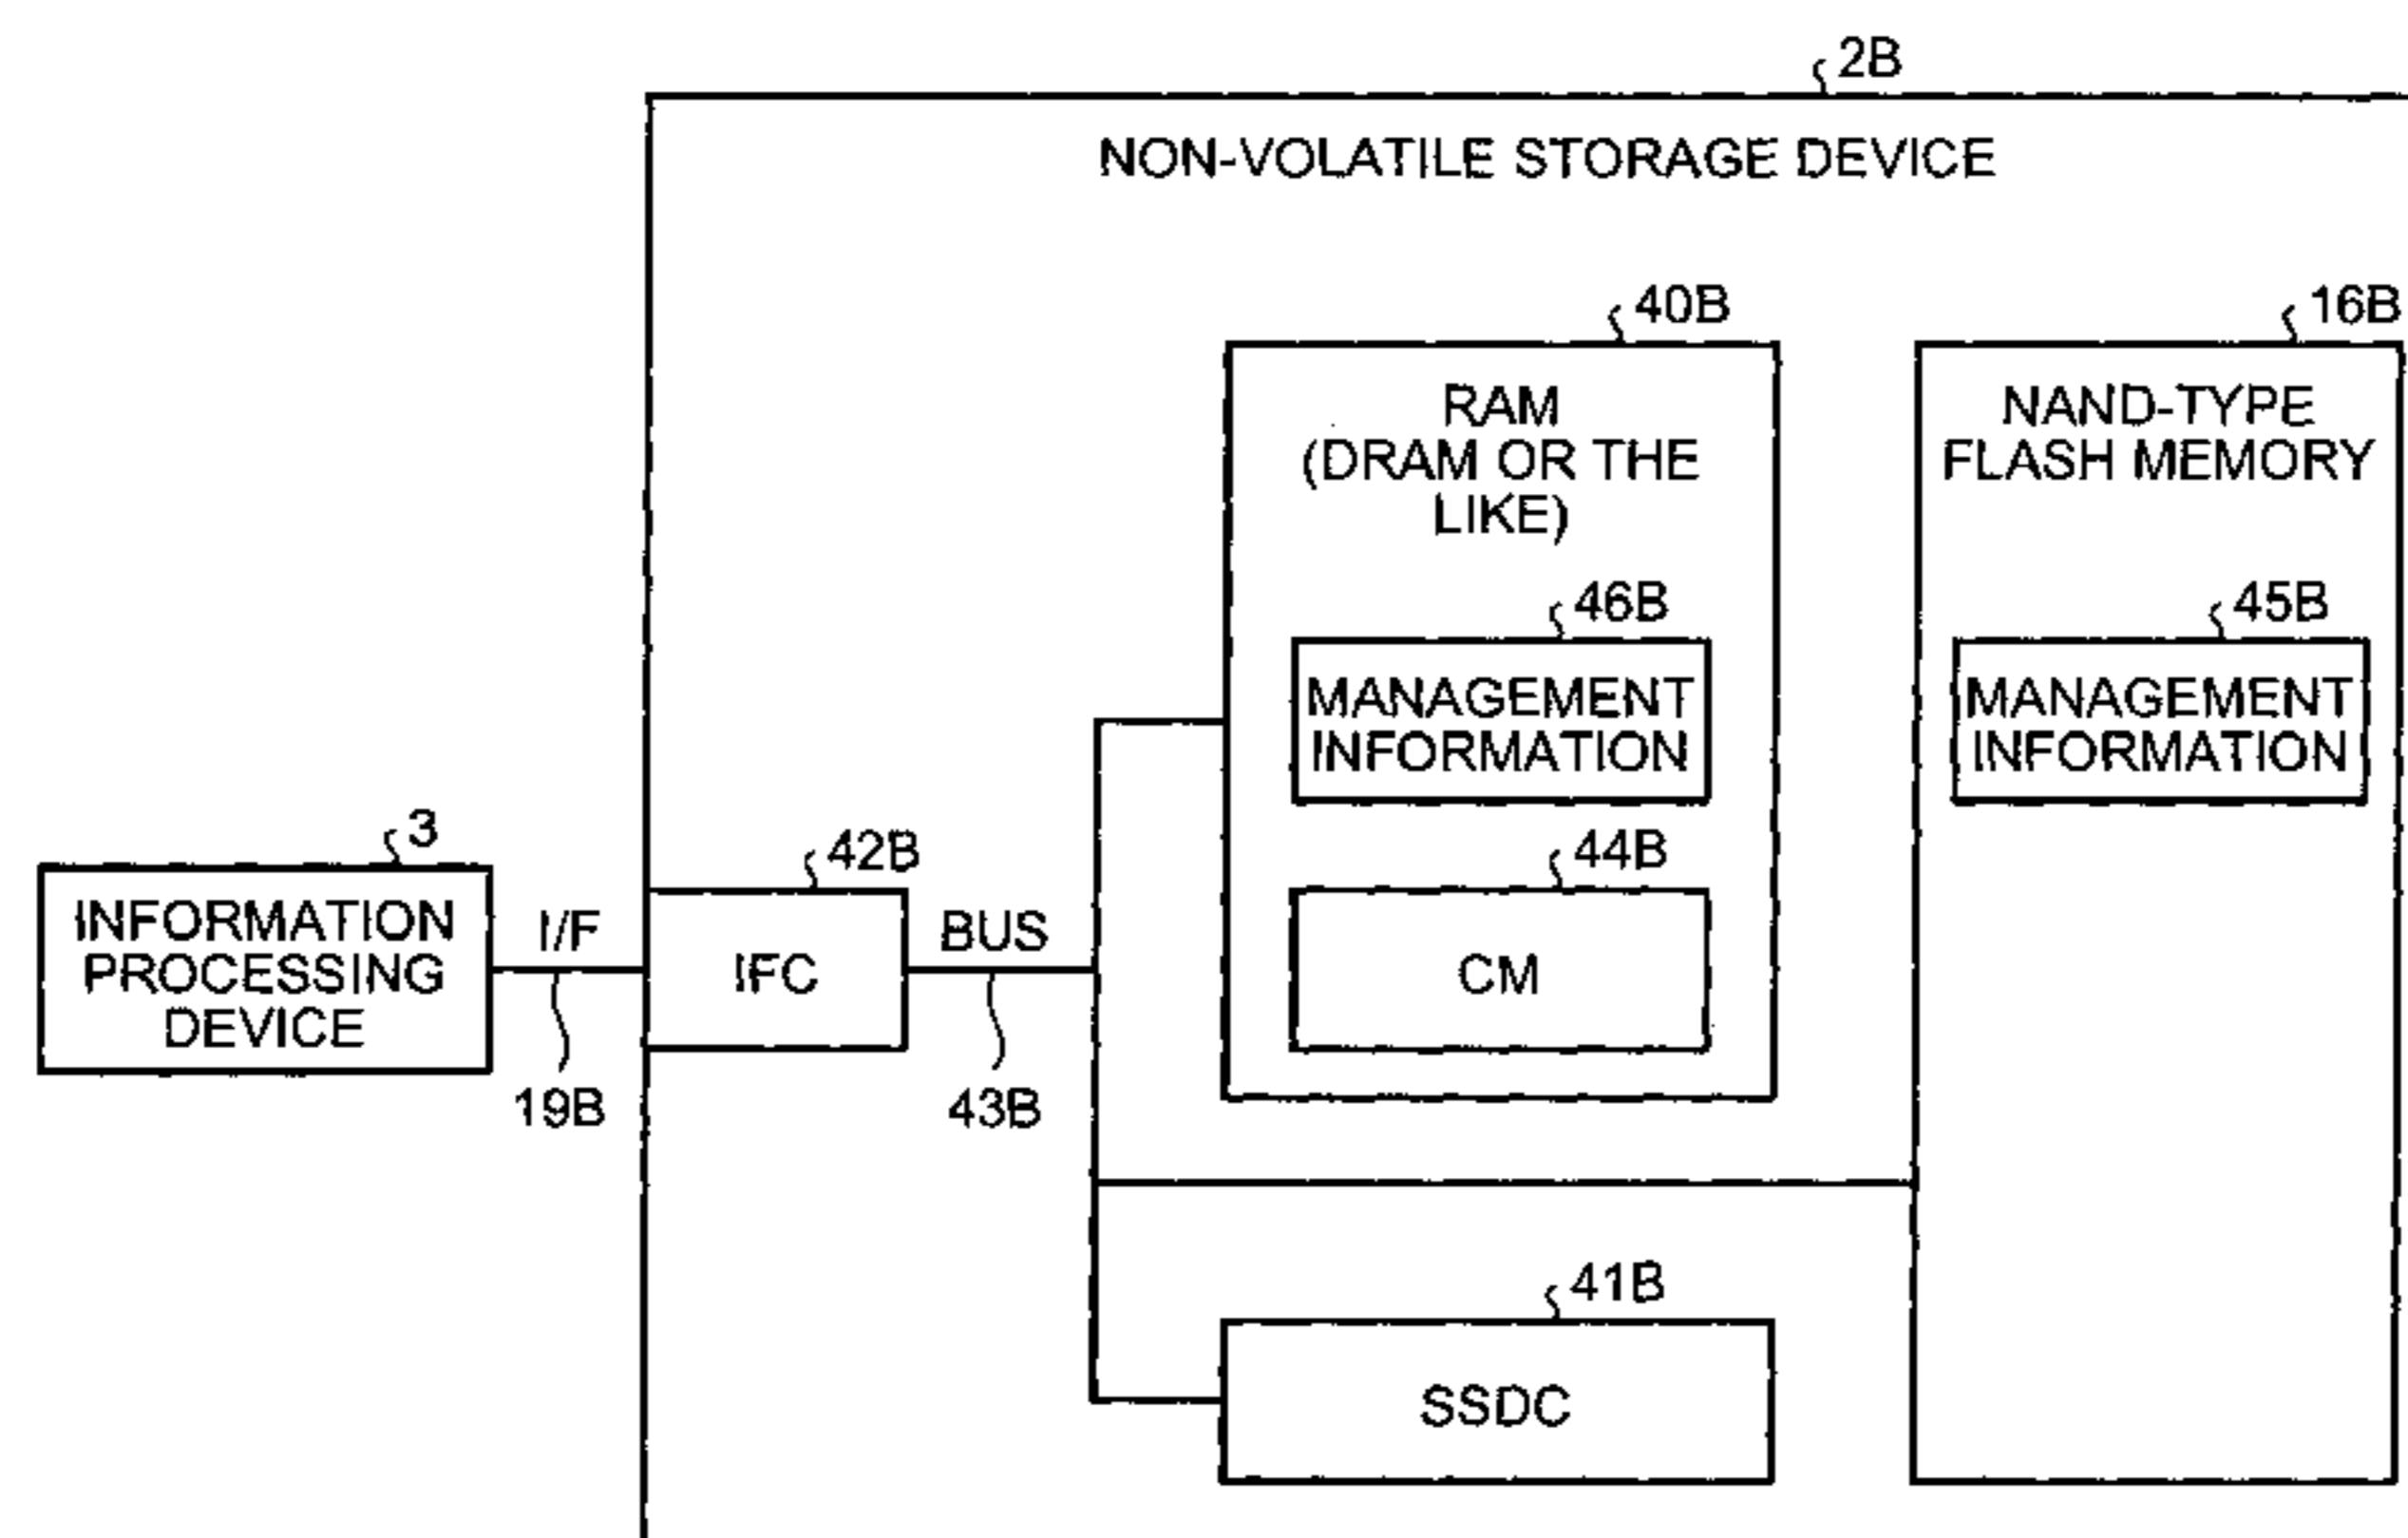 2B
NON-VOLATILE STORAGE DEVICE
40B
16B
RAM
(DRAM OR THE
LIKE)
NAND-TYPE
FLASH MEMORY
46B
45B
MANAGEMENT
INFORMATION
MANAGEMENT
INFORMATION
3
42B
44B
INFORMATION
PROCESSING
DEVICE
I/F
IFC
BUS
CM
19B
43B
41B
SSDC